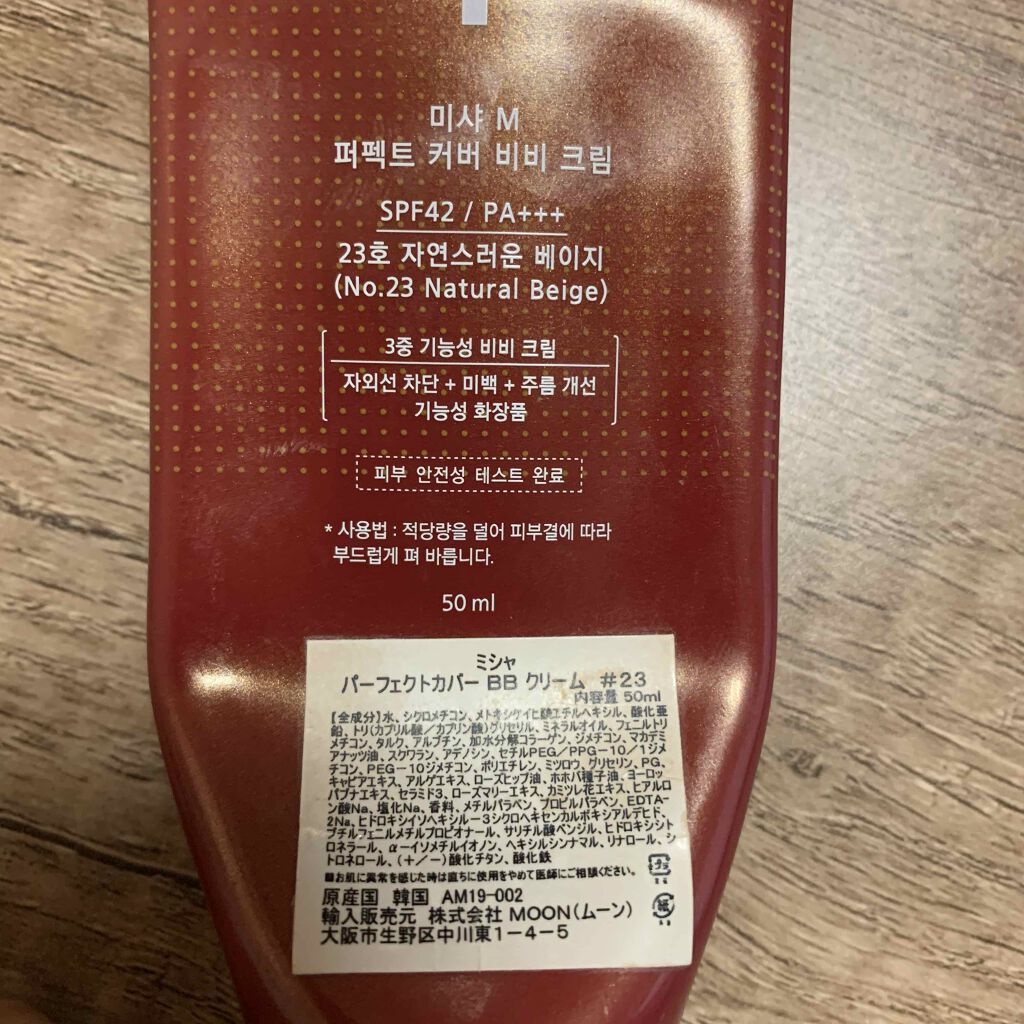 미샤 M
퍼펙트 커버 비비 크림
SPF42 / PA+++
23호 자연스러운 베이지
(No.23 Natural Beige)
3중 기능성 비비 크림
자외선 차단 + 미백 + 주름 개선
기능성 화장품
피부 안전성 테스트 완료
* 사용법 : 적당량을 덜어 피부결에 따라
부드럽게 펴 바릅니다.
50 ml
ミシャ
パーフェクトカバー BB クリーム #23
内容量 50ml
【全成分】水、シクロメチコン、メトキシケイヒ酸エチルヘキシル、酸化亜
鉛、トリ(カプリル酸/カプリン酸)グリセリル、ミネラルオイル、フェニルトリ
メチコン、タルク、アルブチン、加水分解コラーゲン、ジメチコン、マカデミ
アナッツ油、スクワラン、アデノシン、セチルPEG/PPG-10/1ジメ
チコン、PEG-10ジメチコン、ポリエチレン、ミツロウ、グリセリン、PG、
キャビアエキス、アルゲエキス、ローズヒップ油、ホホバ種子油、ヨーロッ
パブナエキス、セラミド3、ローズマリーエキス、カミツレ花エキス、ヒアルロ
ン酸Na、塩化Na、香料、メチルパラベン、プロピルパラベン、EDTA-
2Na、ヒドロキシイソヘキシル-3シクロヘキセンカルボキシアルデヒド、
ブチルフェニルメチルプロピオナール、サリチル酸ベンジル、ヒドロキシシト
ロネラール、α-イソメチルイオノン、ヘキシルシンナマル、リナロール、シ
トロネロール、(+/-)酸化チタン、酸化鉄
■お肌に異常を感じた時は直ちに使用をやめて医師にご相談ください。
原産国 韓国 AM19-002
輸入販売元 株式会社 MOON(ムーン)
大阪市生野区中川東1-4-5